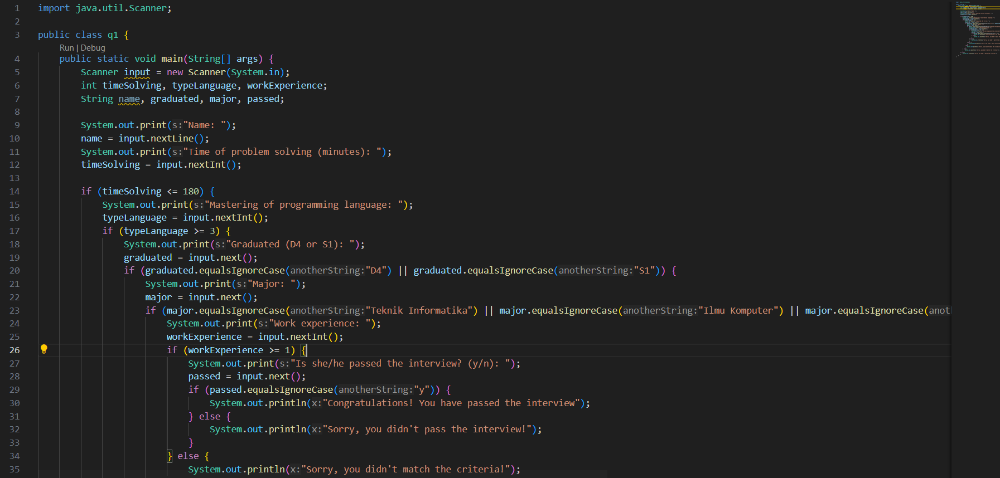 1 import java.util.Scanner;
2
3 public class q1 {
Run | Debug
4 public static void main(String[] args) {
5 Scanner input = new Scanner(System.in);
6 int timeSolving, typeLanguage, workExperience;
7 String name, graduated, major, passed;
8
9 System.out.print(s:"Name: ");
10 name = input.nextLine();
11 System.out.print(s:"Time of problem solving (minutes): ");
12 timeSolving = input.nextInt();
13
14 if (timeSolving <= 180) {
15 System.out.print(s:"Mastering of programming language: ");
16 typeLanguage = input.nextInt();
17 if (typeLanguage >= 3) {
18 System.out.print(s:"Graduated (D4 or S1): ");
19 graduated = input.next();
20 if (graduated.equalsIgnoreCase(anotherString:"D4") || graduated.equalsIgnoreCase(anotherString:"S1")) {
21 System.out.print(s:"Major: ");
22 major = input.next();
23 if (major.equalsIgnoreCase(anotherString:"Teknik Informatika") || major.equalsIgnoreCase(anotherString:"Ilmu Komputer") || major.equalsIgnoreCase(
24 System.out.print(s:"Work experience: ");
25 workExperience = input.nextInt();
26 if (workExperience >= 1) {
27 System.out.print(s:"Is she/he passed the interview? (y/n): ");
28 passed = input.next();
29 if (passed.equalsIgnoreCase(anotherString:"y")) {
30 System.out.println(x:"Congratulations! You have passed the interview");
31 } else {
32 System.out.println(x:"Sorry, you didn't pass the interview!");
33 }
34 } else {
35 System.out.println(x:"Sorry, you didn't match the criteria!");